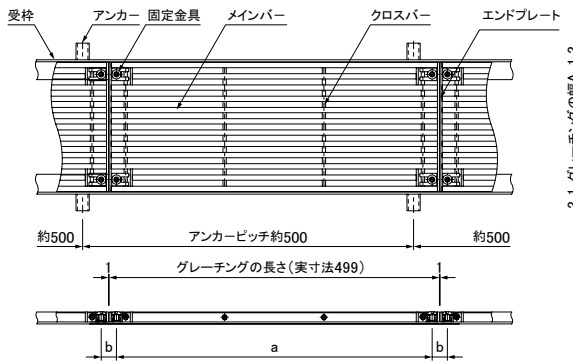 受枠
アンカー
固定金具
メインバー
クロスバー
エンドプレート
約500
アンカーピッチ約500
約500
1
グレーチングの長さ(実寸法499)
1
b
a
b